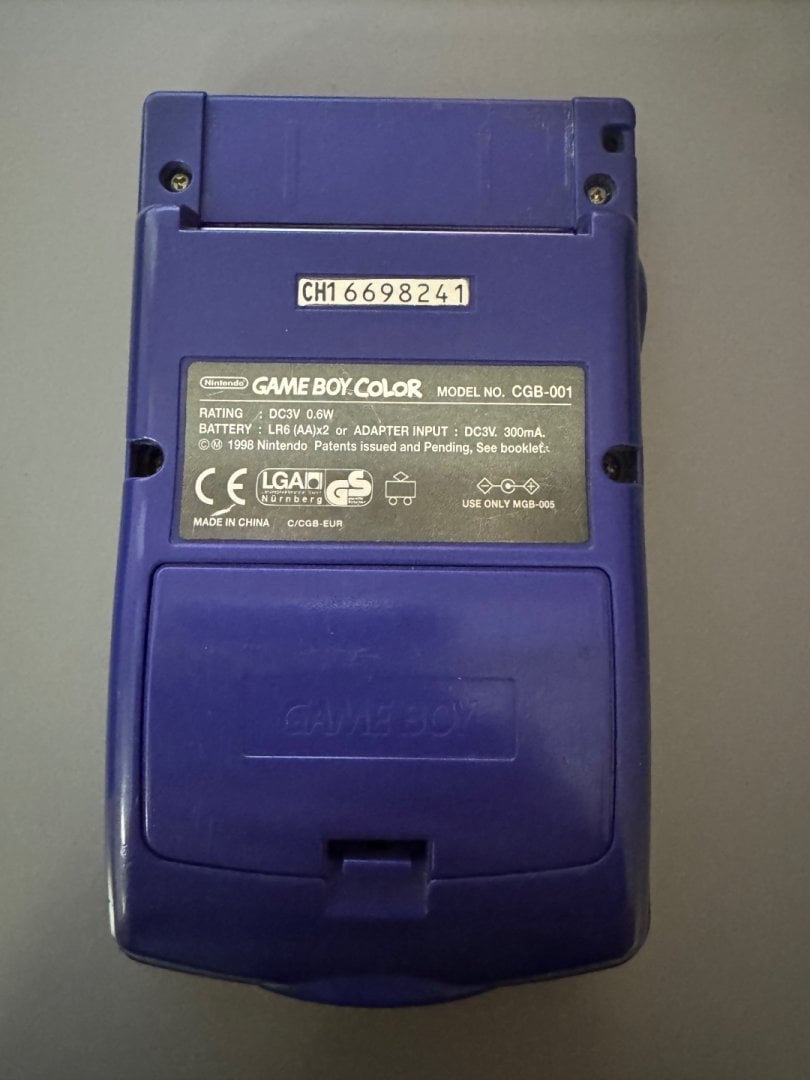 CH16698241
Nintendo GAME BOY COLOR MODEL NO. CGB-001
RATING : DC3V 0.6W
BATTERY : LR6 (AA)x2 or ADAPTER INPUT : DC3V. 300mA.
©Ⓜ 1998 Nintendo Patents issued and Pending, See booklet.
CE LGA GS
Nürnberg
USE ONLY MGB-005
MADE IN CHINA C/CGB-EUR
GAME BOY